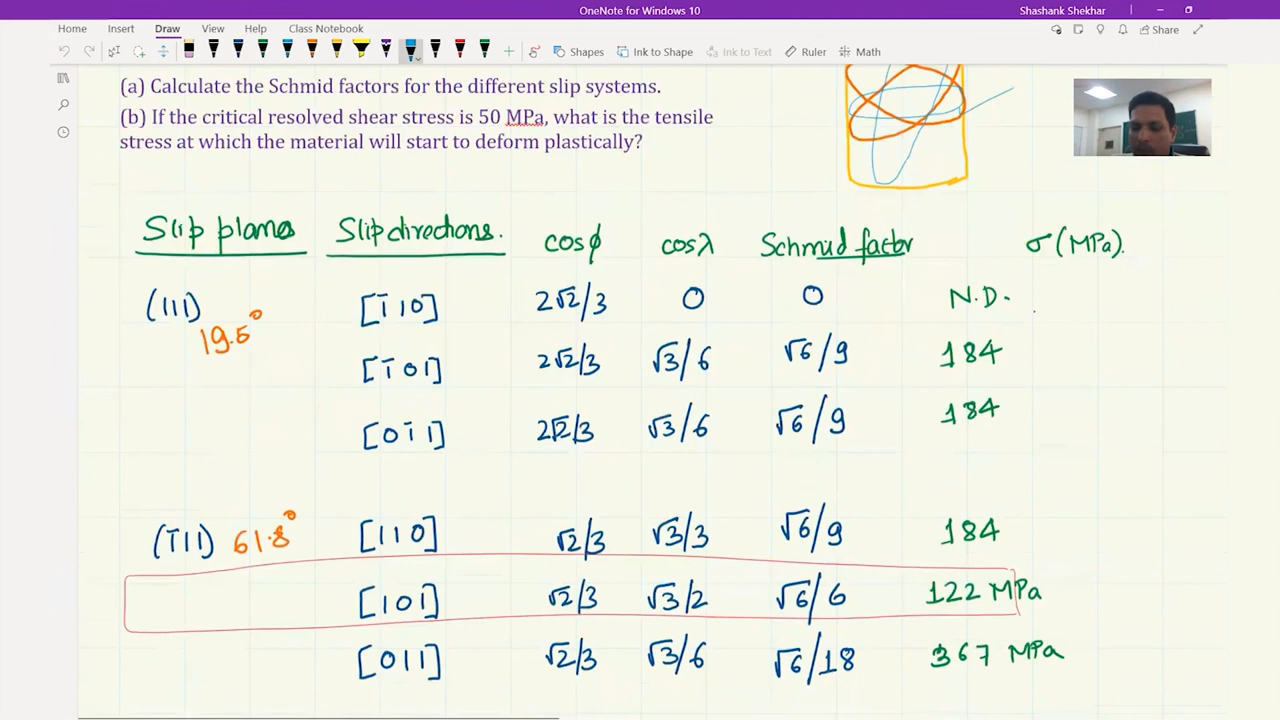 OneNote for Windows 10
Shashank Shekhar
Home Insert Draw View Help Class Notebook
Share
Shapes Ink to Shape Ink to Text Ruler Math
(a) Calculate the Schmid factors for the different slip systems.
(b) If the critical resolved shear stress is 50 MPa, what is the tensile
stress at which the material will start to deform plastically?
Slip plane Slip directions. cosϕ cosλ Schmid factor σ (MPa).
(111) [1̄10] 2√2/3 0 0 N.D.
19.5°
[1̄01] 2√2/3 √3/6 √6/9 184
[01̄1] 2√2/3 √3/6 √6/9 184
(1̄11) 61.8° [110] √2/3 √3/3 √6/9 184
[101] √2/3 √3/2 √6/6 122 MPa
[011] √2/3 √3/6 √6/18 367 MPa